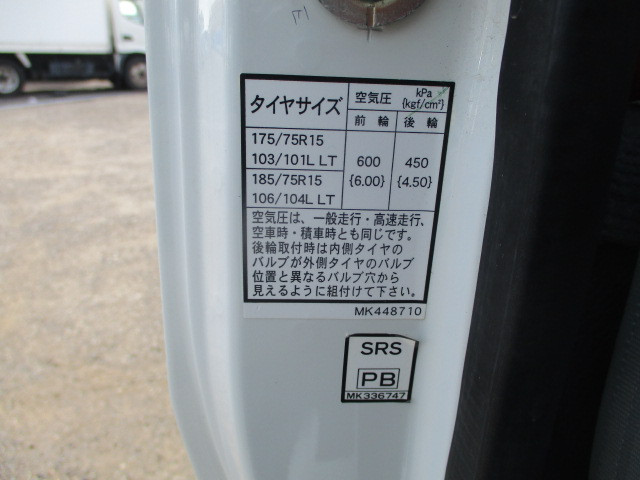 タイヤサイズ 空気圧 kPa {kgf/cm²}
前輪 後輪
175/75R15
103/101L LT 600 450
185/75R15 {6.00} {4.50}
106/104L LT
空気圧は、一般走行・高速走行、
空車時・積車時とも同じです。
後輪取付時は内側タイヤの
バルブが外側タイヤのバルブ
位置と異なるバルブ穴から
見えるように組付けて下さい。
MK448710
SRS
PB
MK336747